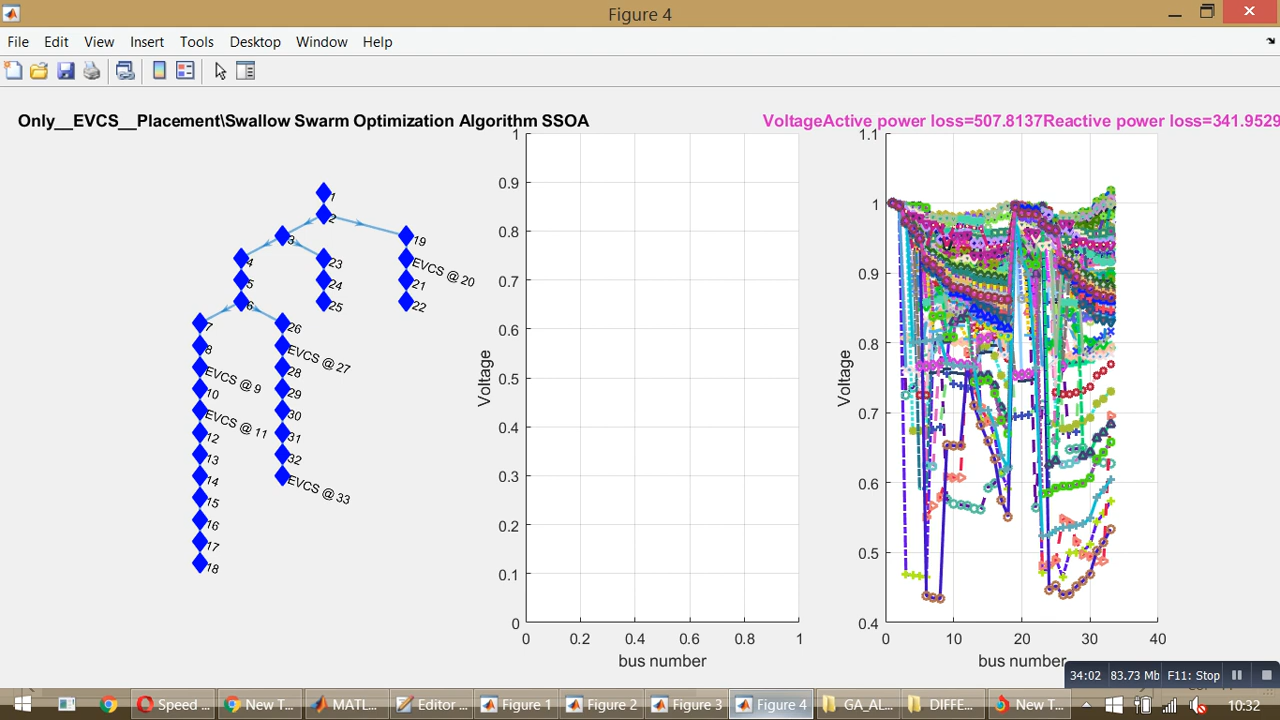 Figure 4
File Edit View Insert Tools Desktop Window Help
Only__EVCS__Placement\Swallow Swarm Optimization Algorithm SSOA
1
2
3
19
4
23
EVCS @ 20
5
24
21
6
25
22
7
26
8
EVCS @ 27
EVCS @ 9
28
10
29
EVCS @ 11
30
12
31
13
32
14
EVCS @ 33
15
16
17
18
1
0.9
0.8
0.7
0.6
0.5
0.4
0.3
0.2
0.1
0
Voltage
0 0.2 0.4 0.6 0.8 1
bus number
VoltageActive power loss=507.8137Reactive power loss=341.9529
1.1
1
0.9
0.8
0.7
0.6
0.5
0.4
Voltage
0 10 20 30 40
bus number
34:02 83.73 Mb F11: Stop
Speed ... New T... MATL... Editor ... Figure 1 Figure 2 Figure 3 Figure 4 GA_AL... DIFFE... New T... 10:32